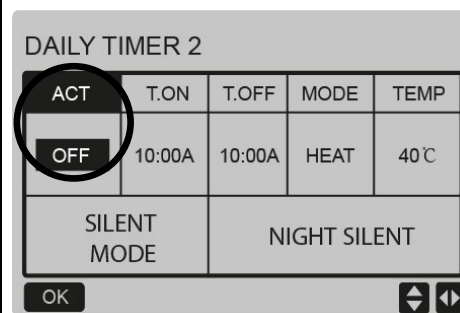 DAILY TIMER 2
ACT T.ON T.OFF MODE TEMP
OFF 10:00A 10:00A HEAT 40℃
SILENT MODE NIGHT SILENT
OK